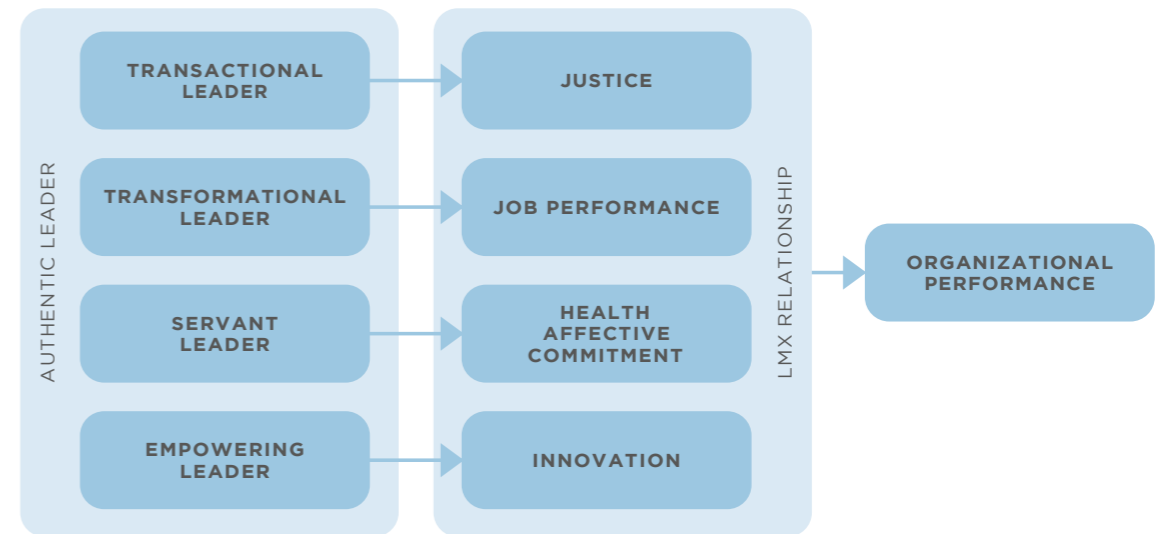 AUTHENTIC LEADER
TRANSACTIONAL
LEADER
TRANSFORMATIONAL
LEADER
SERVANT
LEADER
EMPOWERING
LEADER
JUSTICE
JOB PERFORMANCE
HEALTH
AFFECTIVE
COMMITMENT
INNOVATION
LMX RELATIONSHIP
ORGANIZATIONAL
PERFORMANCE